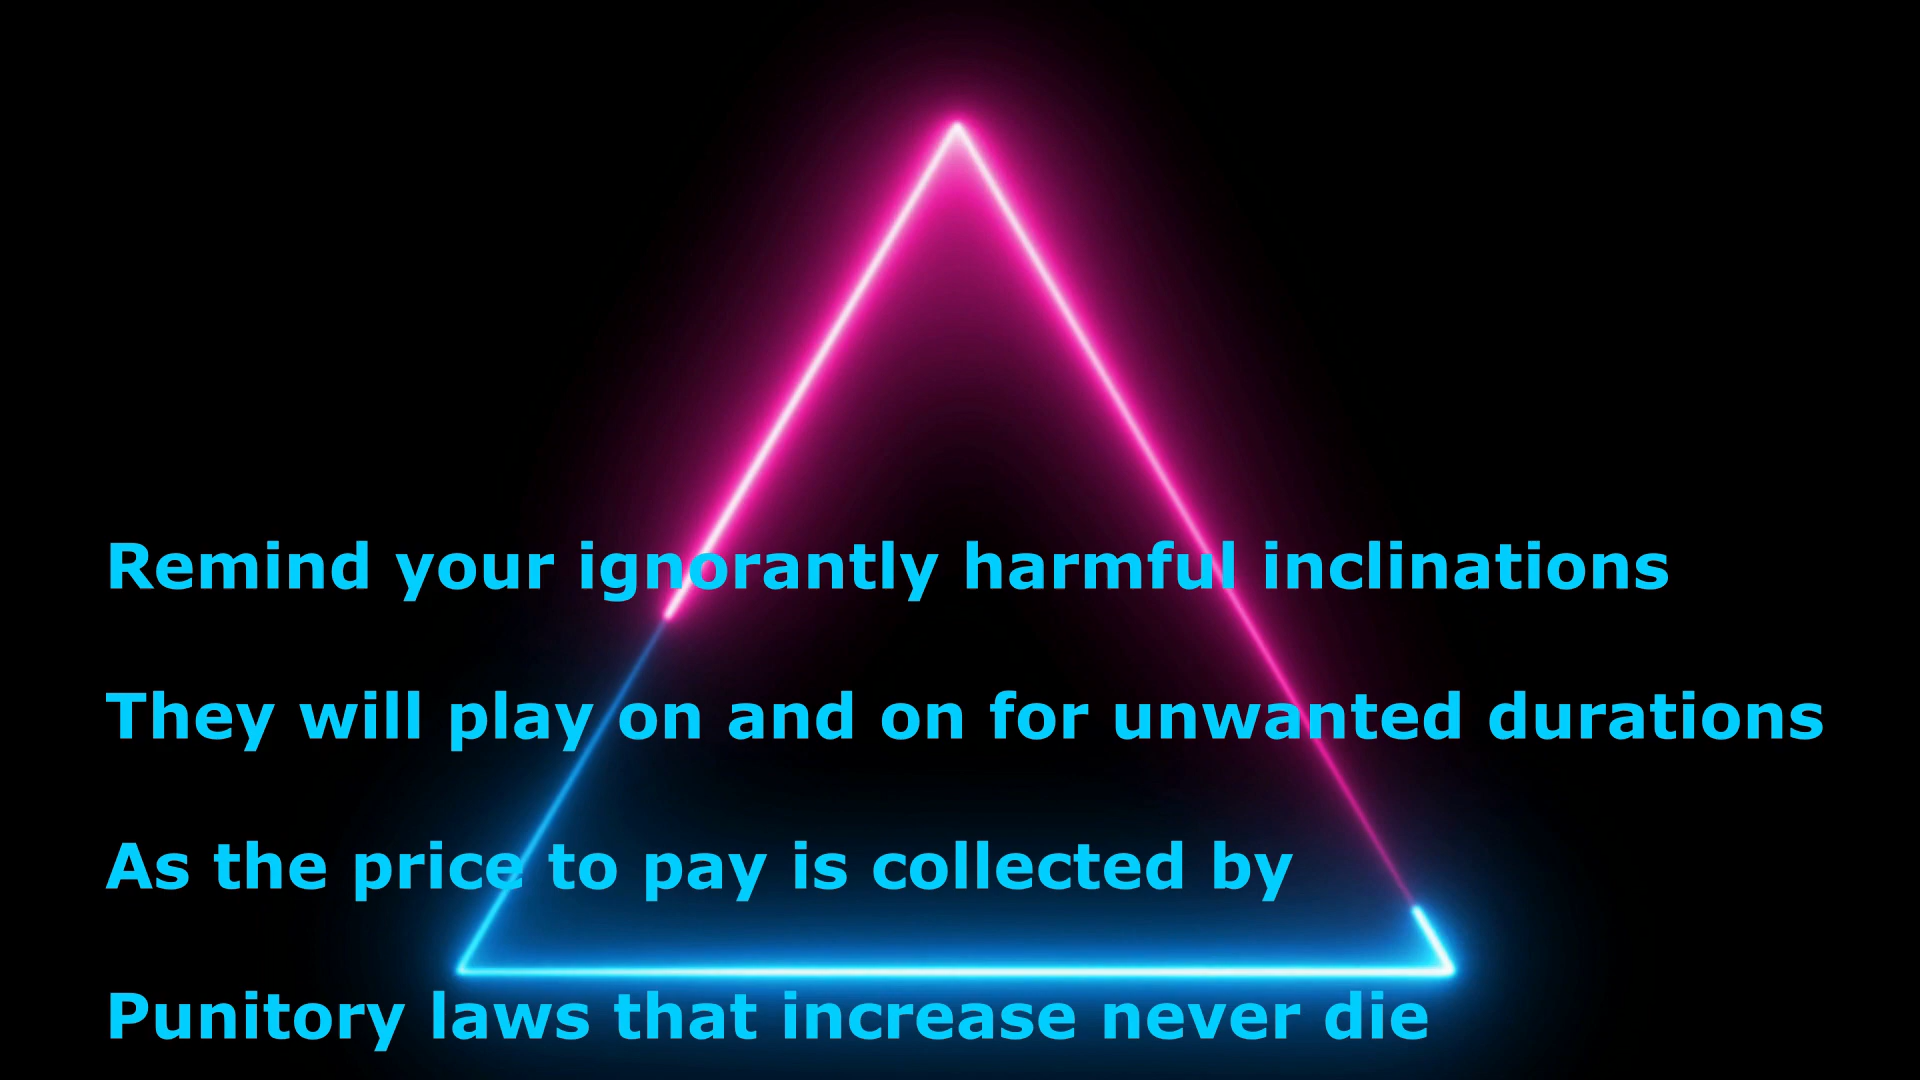 Remind your ignorantly harmful inclinations
They will play on and on for unwanted durations
As the price to pay is collected by
Punitory laws that increase never die